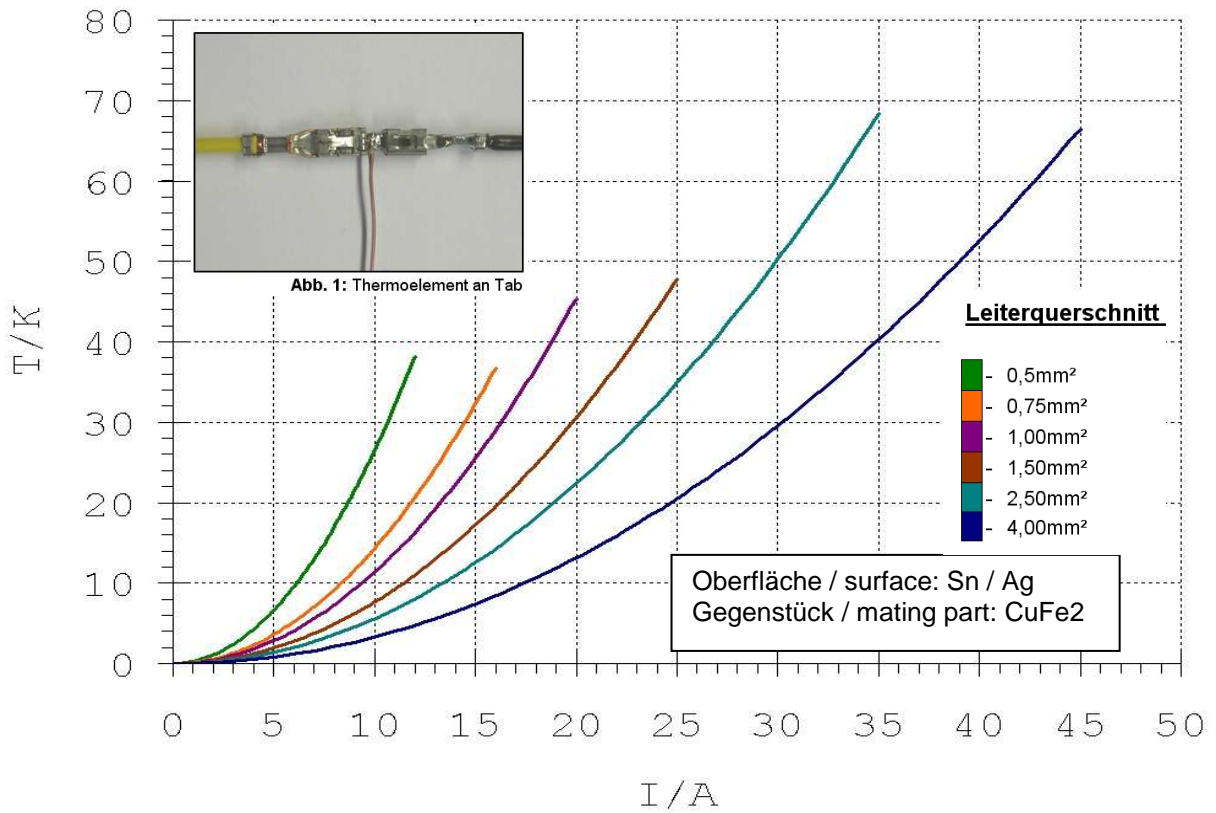 80
70
60
50
40
30
20
10
0
T/K
Abb. 1: Thermoelement an Tab
Leiterquerschnitt
- 0,5mm²
- 0,75mm²
- 1,00mm²
- 1,50mm²
- 2,50mm²
- 4,00mm²
Oberfläche / surface: Sn / Ag
Gegenstück / mating part: CuFe2
0 5 10 15 20 25 30 35 40 45 50
I/A